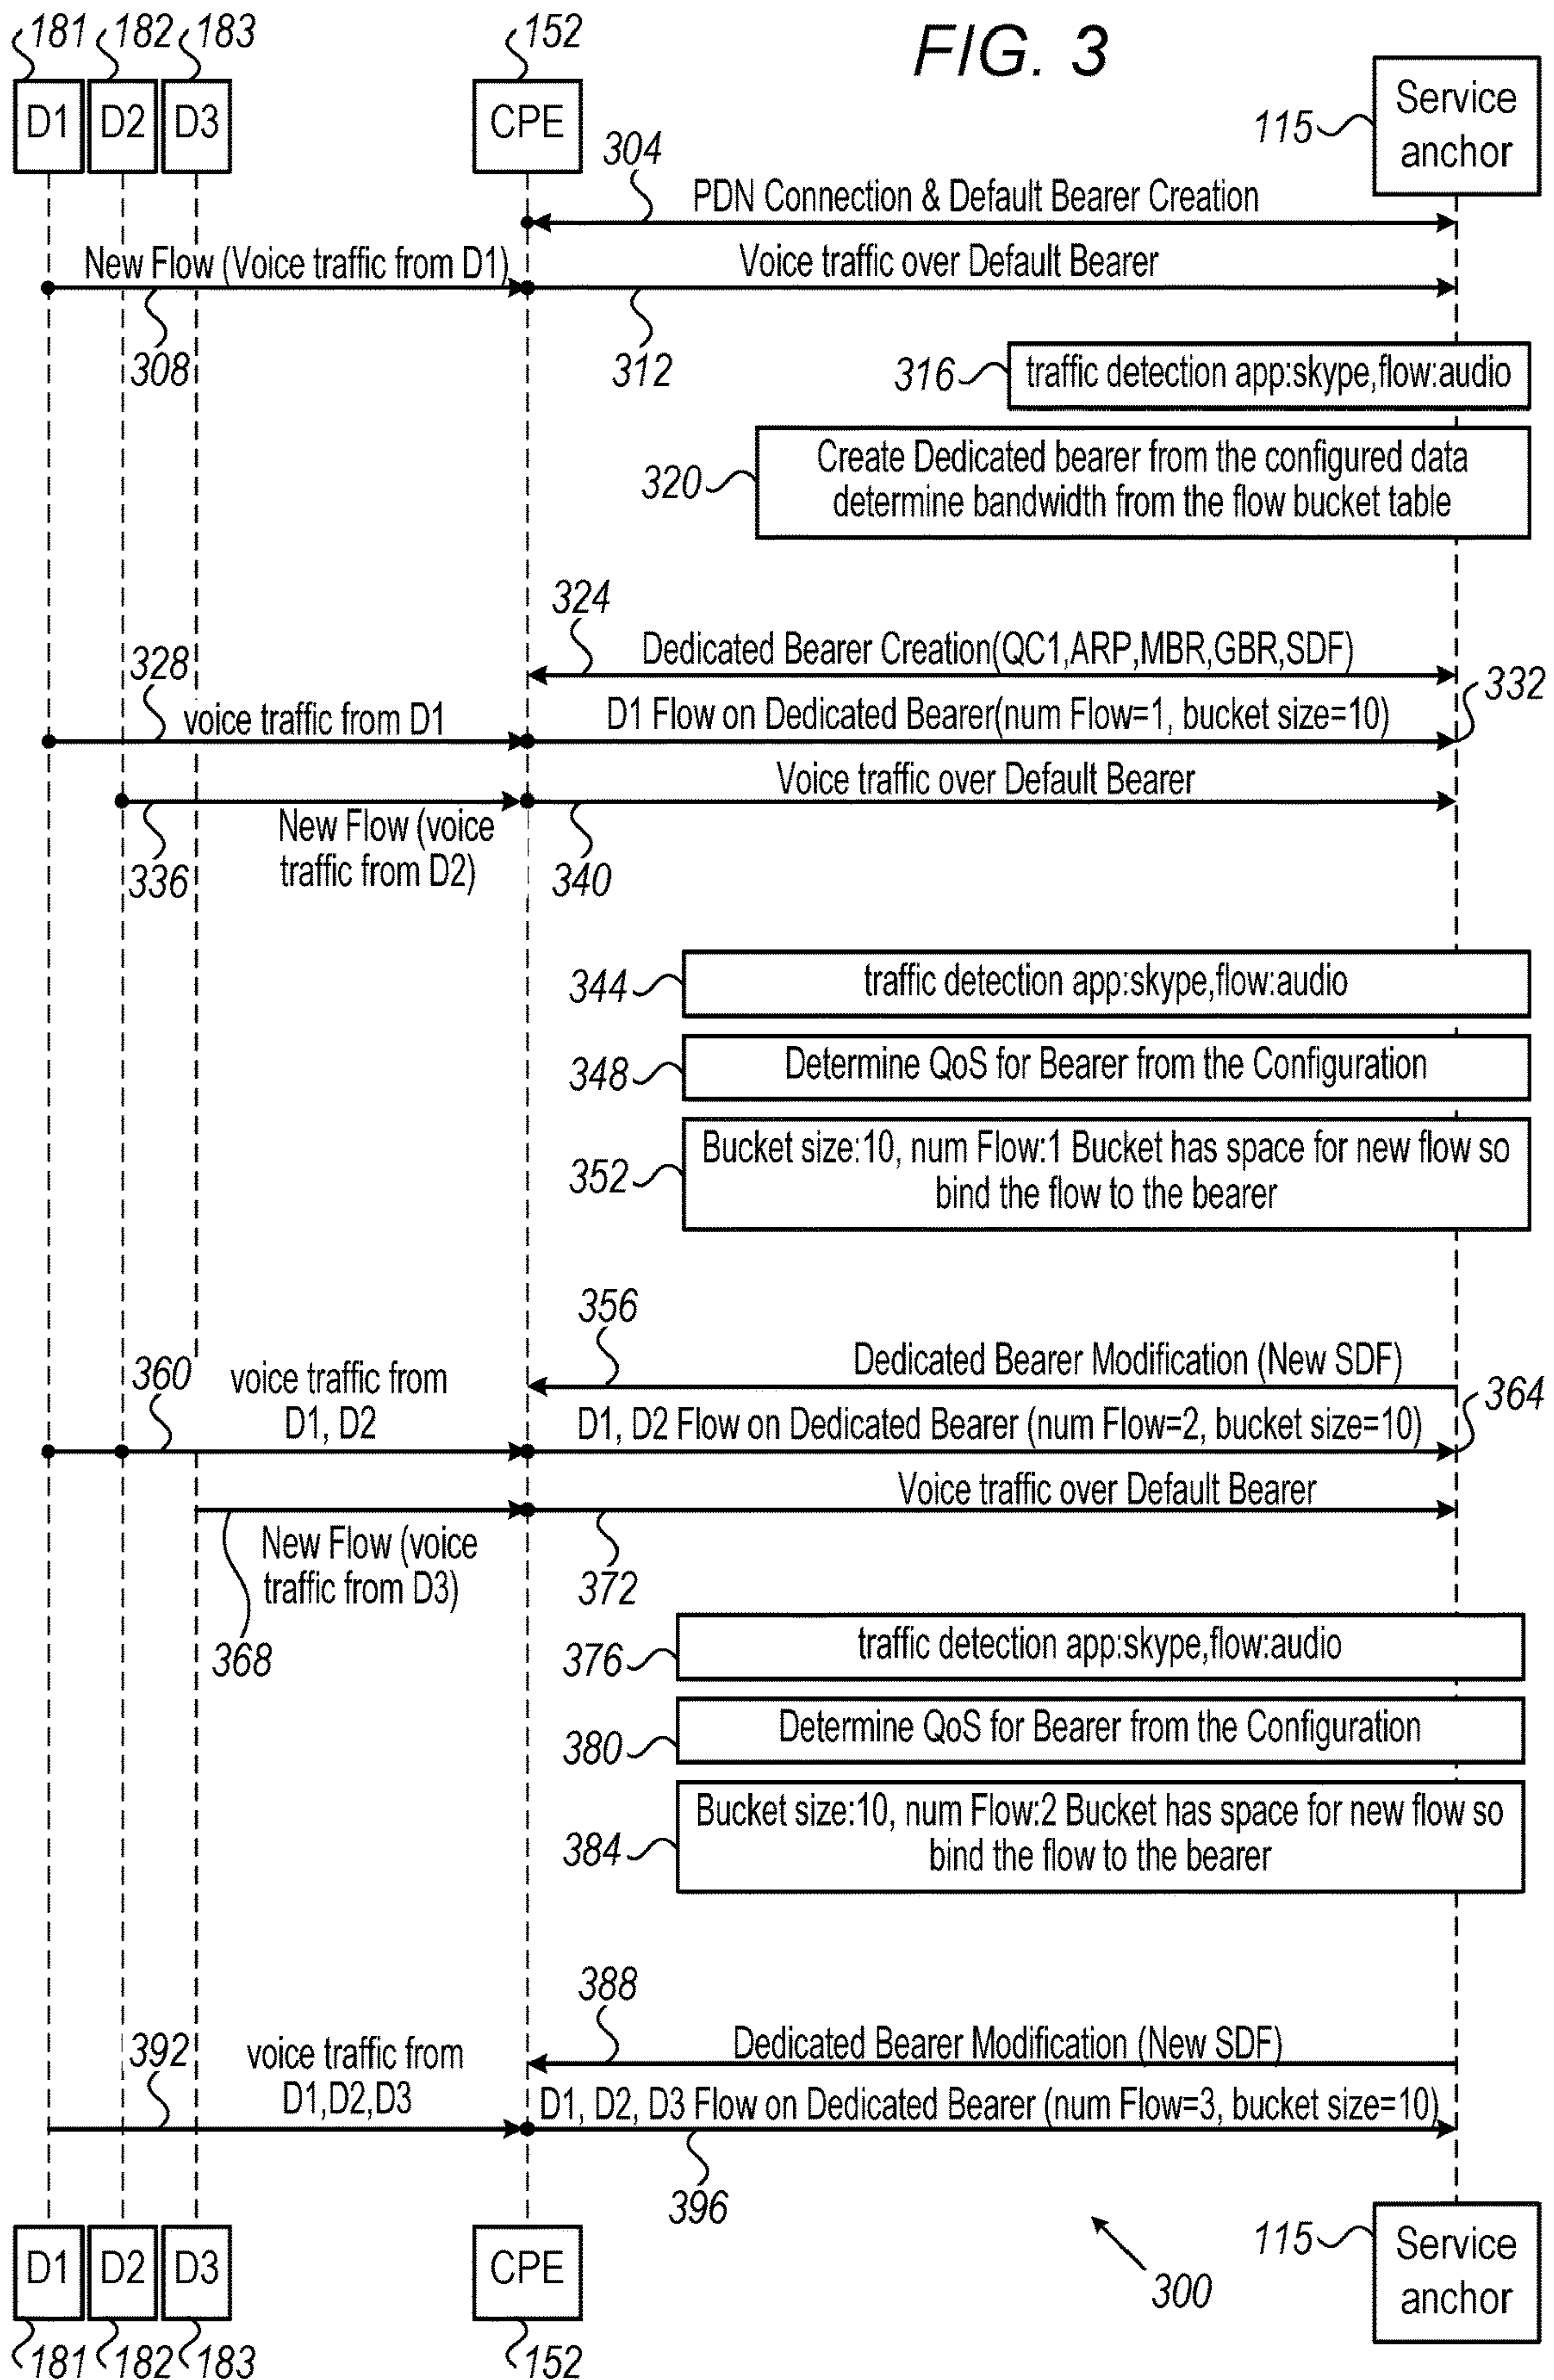 181 182 183 152 FIG. 3
D1 D2 D3 CPE 115 Service
anchor
304
PDN Connection & Default Bearer Creation
New Flow (Voice traffic from D1) Voice traffic over Default Bearer
308 312
316 traffic detection app:skype,flow:audio
320 Create Dedicated bearer from the configured data
determine bandwidth from the flow bucket table
324
Dedicated Bearer Creation(QC1,ARP,MBR,GBR,SDF)
328 332
voice traffic from D1 D1 Flow on Dedicated Bearer(num Flow=1, bucket size=10)
Voice traffic over Default Bearer
New Flow (voice
traffic from D2)
336 340
344 traffic detection app:skype,flow:audio
348 Determine QoS for Bearer from the Configuration
352 Bucket size:10, num Flow:1 Bucket has space for new flow so
bind the flow to the bearer
356
Dedicated Bearer Modification (New SDF)
360 364
voice traffic from
D1, D2
D1, D2 Flow on Dedicated Bearer (num Flow=2, bucket size=10)
Voice traffic over Default Bearer
New Flow (voice
traffic from D3)
368 372
376 traffic detection app:skype,flow:audio
380 Determine QoS for Bearer from the Configuration
384 Bucket size:10, num Flow:2 Bucket has space for new flow so
bind the flow to the bearer
388
Dedicated Bearer Modification (New SDF)
392
voice traffic from
D1,D2,D3
D1, D2, D3 Flow on Dedicated Bearer (num Flow=3, bucket size=10)
396
D1 D2 D3 CPE 300 115 Service
anchor
181 182 183 152